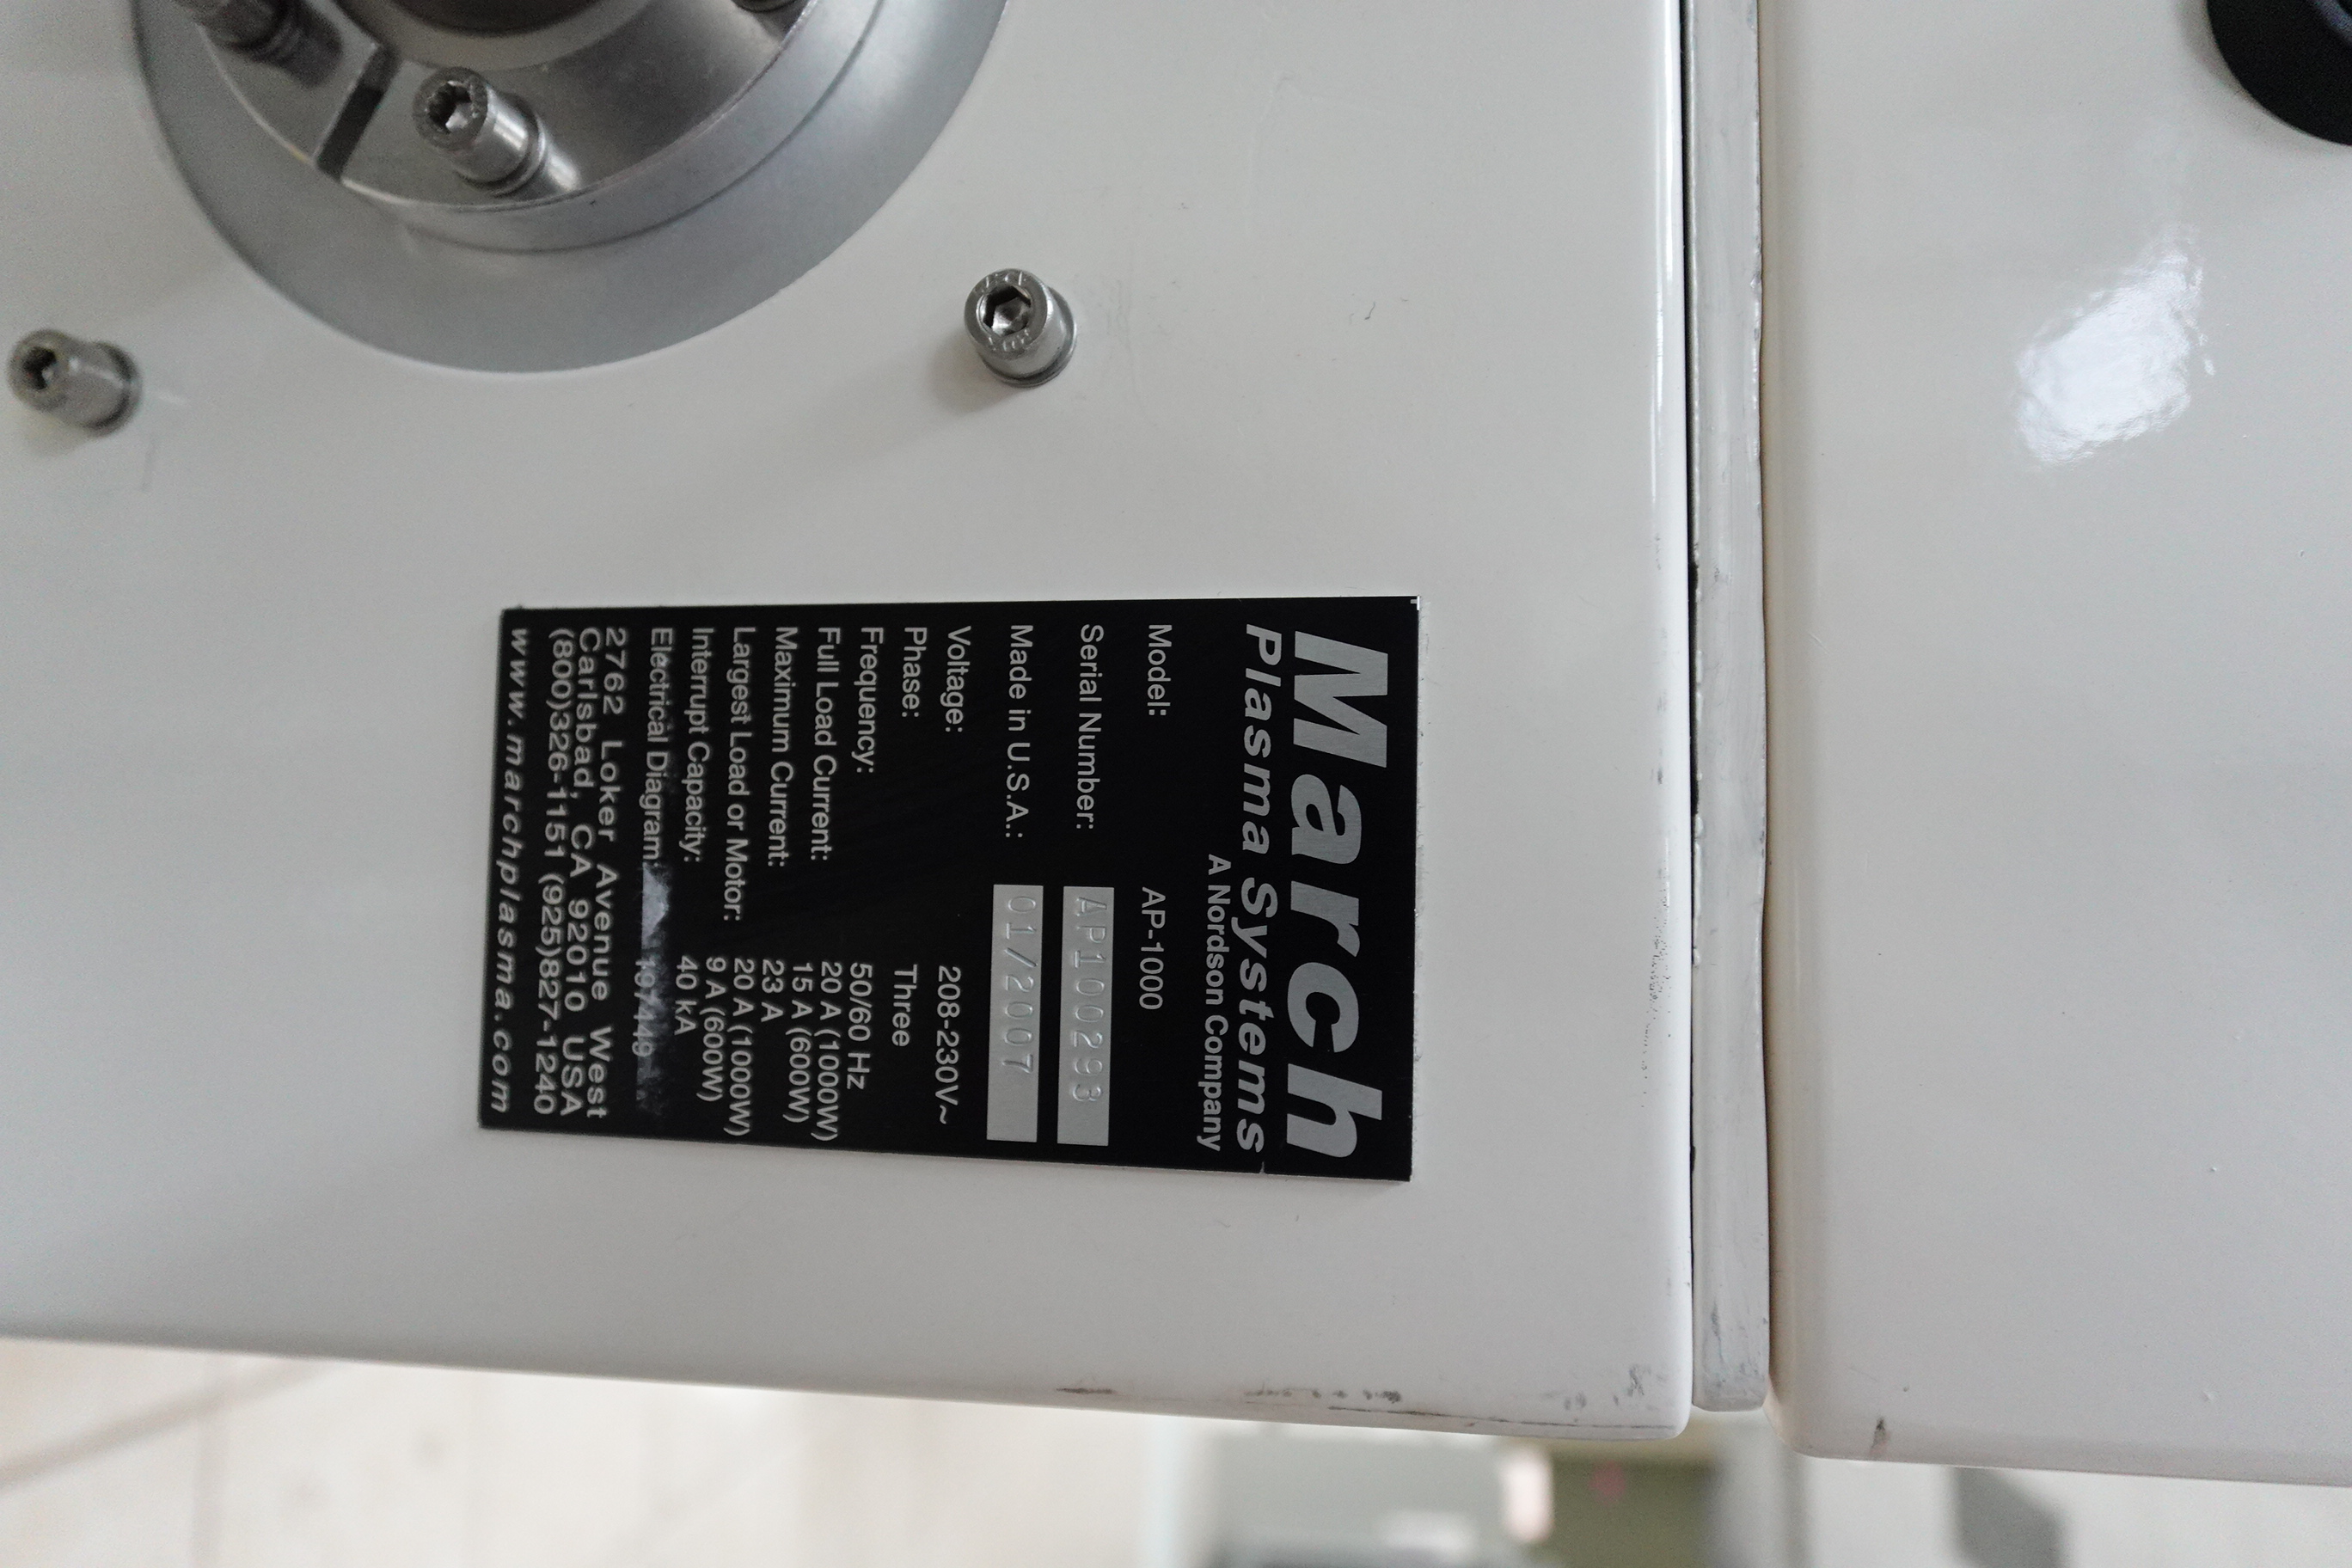 March
Plasma Systems
A Nordson Company
Model: AP-1000
Serial Number: AP100293
Made in U.S.A.: 01/2007
Voltage: 208-230V~
Phase: Three
Frequency: 50/60 Hz
Full Load Current: 20 A (1000W)
15 A (600W)
Maximum Current: 23 A
Largest Load or Motor: 20 A (1000W)
9 A (600W)
Interrupt Capacity: 40 kA
Electrical Diagram:
2762 Loker Avenue West
Carlsbad, CA 92010 USA
(800)326-1151 (925)827-1240
www.marchplasma.com